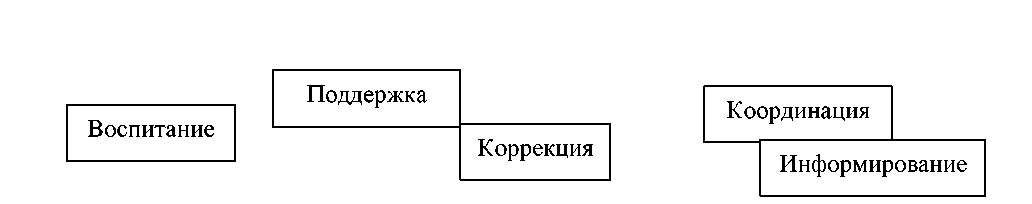 Воспитание
Поддержка
Коррекция
Координация
Информирование